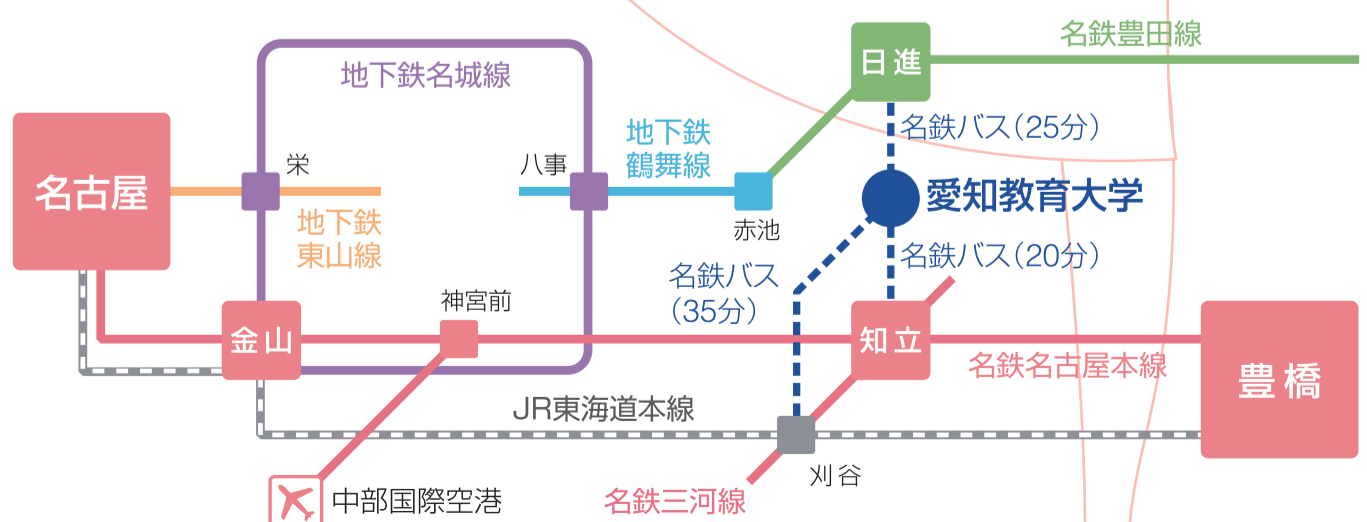 名鉄豊田線
日進
地下鉄名城線
名鉄バス(25分)
地下鉄
鶴舞線
栄
八事
名古屋
愛知教育大学
地下鉄
東山線
赤池
名鉄バス(20分)
名鉄バス
(35分)
神宮前
金山
知立
名鉄名古屋本線
豊橋
JR東海道本線
刈谷
中部国際空港
名鉄三河線